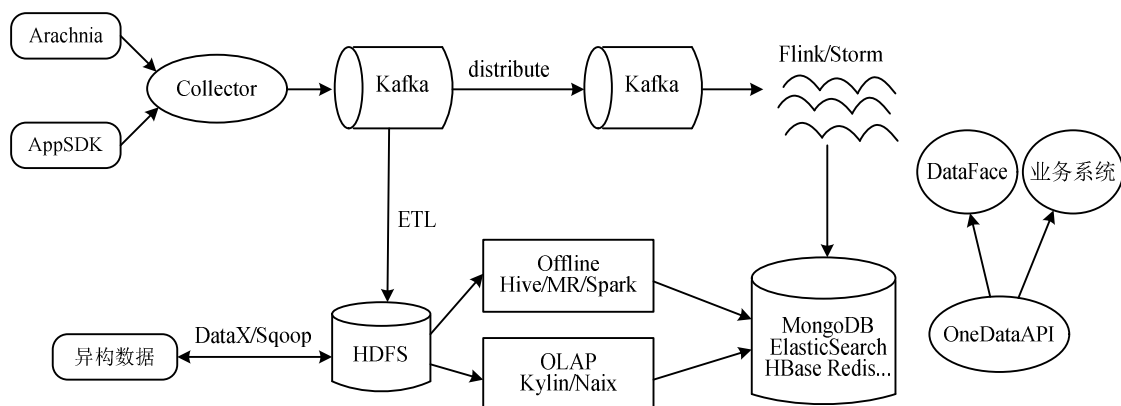 Arachnia
Collector
AppSDK
Kafka
distribute
Kafka
Flink/Storm
ETL
DataFace
业务系统
Offline
Hive/MR/Spark
异构数据
DataX/Sqoop
HDFS
OLAP
Kylin/Naix
MongoDB
ElasticSearch
HBase Redis...
OneDataAPI